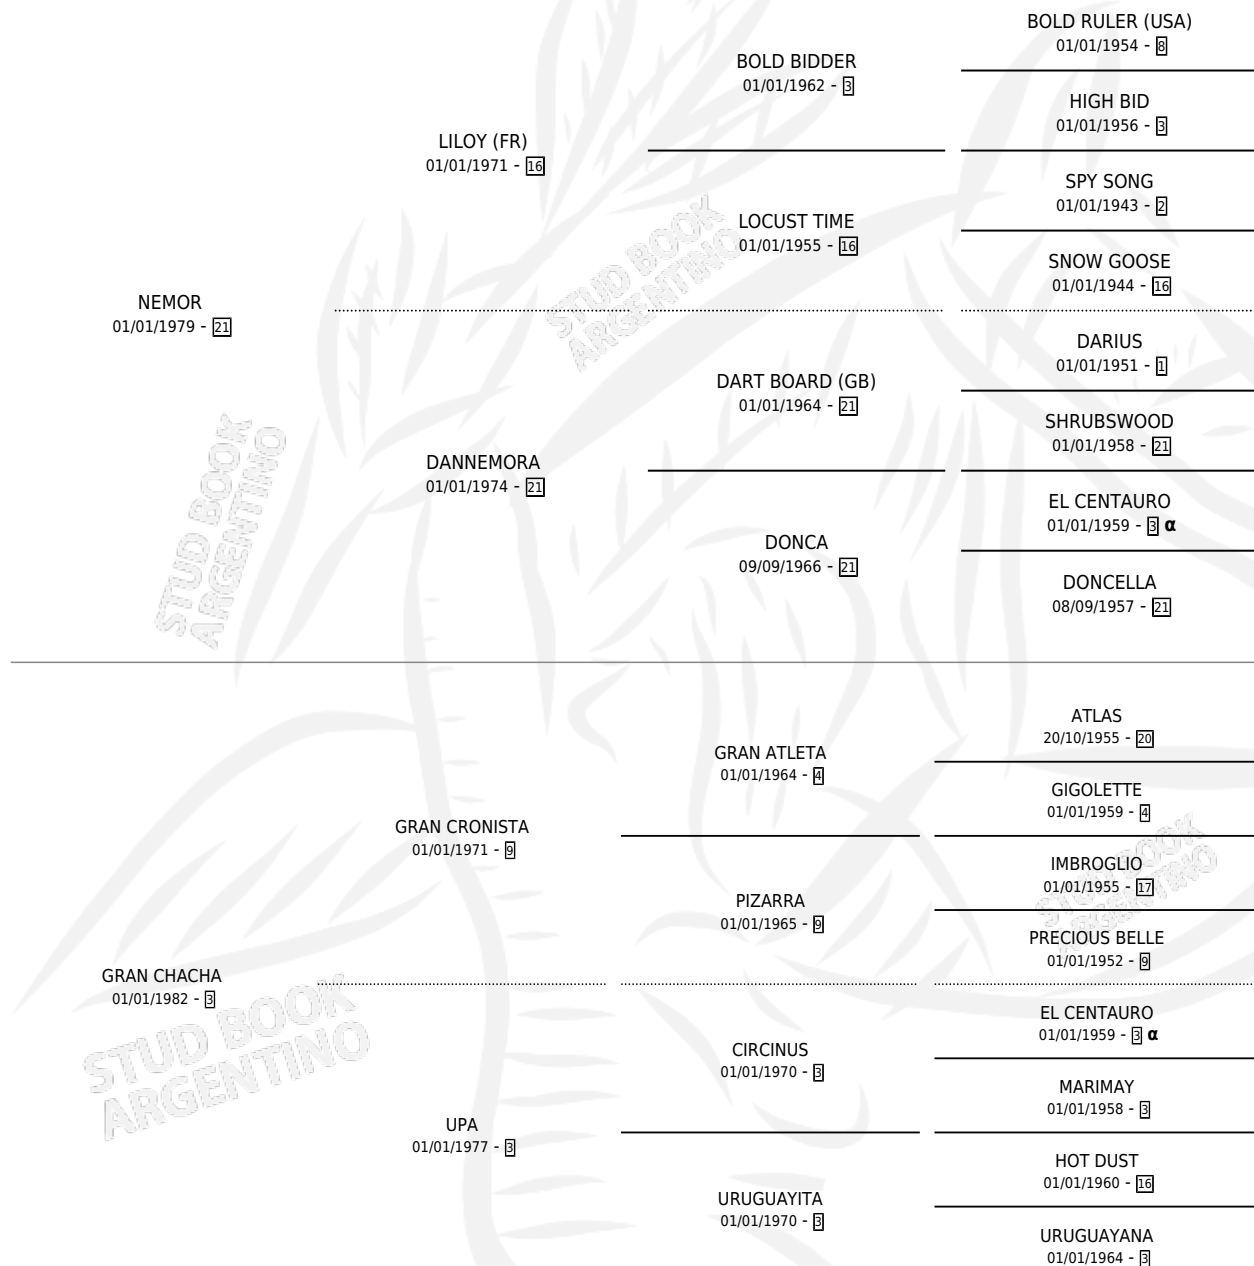 BOLD RULER (USA)
01/01/1954 - 8
BOLD BIDDER
01/01/1962 - 3
HIGH BID
01/01/1956 - 3
LILOY (FR)
01/01/1971 - 16
SPY SONG
01/01/1943 - 2
LOCUST TIME
01/01/1955 - 16
SNOW GOOSE
01/01/1944 - 16
NEMOR
01/01/1979 - 21
DARIUS
01/01/1951 - 1
DART BOARD (GB)
01/01/1964 - 21
SHRUBSWOOD
01/01/1958 - 21
DANNEMORA
01/01/1974 - 21
EL CENTAURO
01/01/1959 - 3 α
DONCA
09/09/1966 - 21
DONCELLA
08/09/1957 - 21
ATLAS
20/10/1955 - 20
GRAN ATLETA
01/01/1964 - 4
GIGOLETTE
01/01/1959 - 4
GRAN CRONISTA
01/01/1971 - 9
IMBROGLIO
01/01/1955 - 17
PIZARRA
01/01/1965 - 9
PRECIOUS BELLE
01/01/1952 - 9
GRAN CHACHA
01/01/1982 - 3
EL CENTAURO
01/01/1959 - 3 α
CIRCINUS
01/01/1970 - 3
MARIMAY
01/01/1958 - 3
UPA
01/01/1977 - 3
HOT DUST
01/01/1960 - 16
URUGUAYITA
01/01/1970 - 3
URUGUAYANA
01/01/1964 - 3
STUD BOOK
ARGENTINO
STUD BOOK
ARGENTINO
STUD BOOK
ARGENTINO
STUD BOOK
ARGENTINO